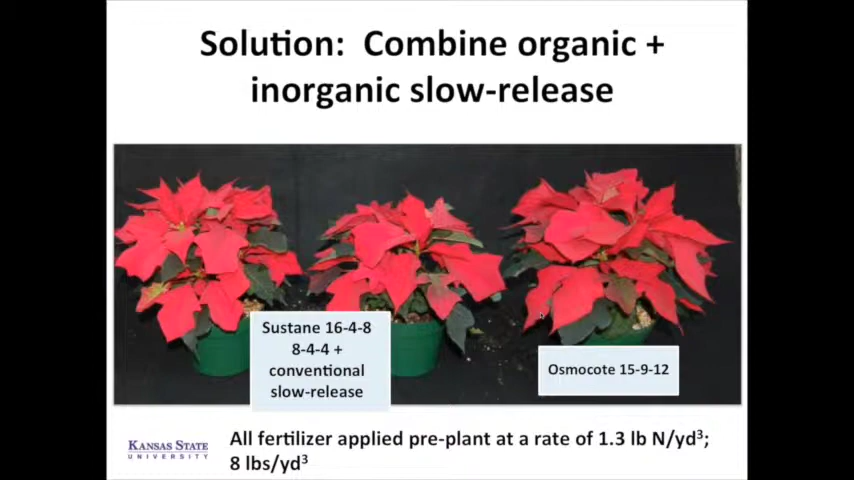 Solution:  Combine organic +
inorganic slow-release
Sustane 16-4-8
8-4-4 +
conventional
slow-release
Osmocote 15-9-12
All fertilizer applied pre-plant at a rate of 1.3 lb N/yd³;
8 lbs/yd³
KANSAS STATE
UNIVERSITY